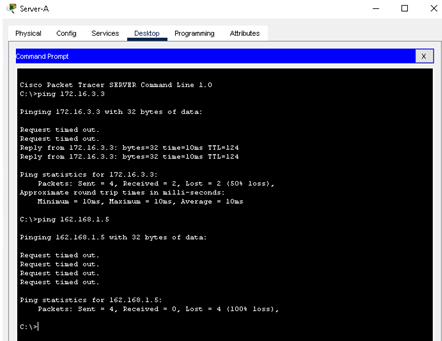 Server-A
Physical Config Services Desktop Programming Attributes
Command Prompt X
Cisco Packet Tracer SERVER Command Line 1.0
C:\>ping 172.16.3.3
Pinging 172.16.3.3 with 32 bytes of data:
Request timed out.
Request timed out.
Reply from 172.16.3.3: bytes=32 time=10ms TTL=124
Reply from 172.16.3.3: bytes=32 time=10ms TTL=124
Ping statistics for 172.16.3.3:
Packets: Sent = 4, Received = 2, Lost = 2 (50% loss),
Approximate round trip times in milli-seconds:
Minimum = 10ms, Maximum = 10ms, Average = 10ms
C:\>ping 162.168.1.5
Pinging 162.168.1.5 with 32 bytes of data:
Request timed out.
Request timed out.
Request timed out.
Request timed out.
Ping statistics for 162.168.1.5:
Packets: Sent = 4, Received = 0, Lost = 4 (100% loss),
C:\>